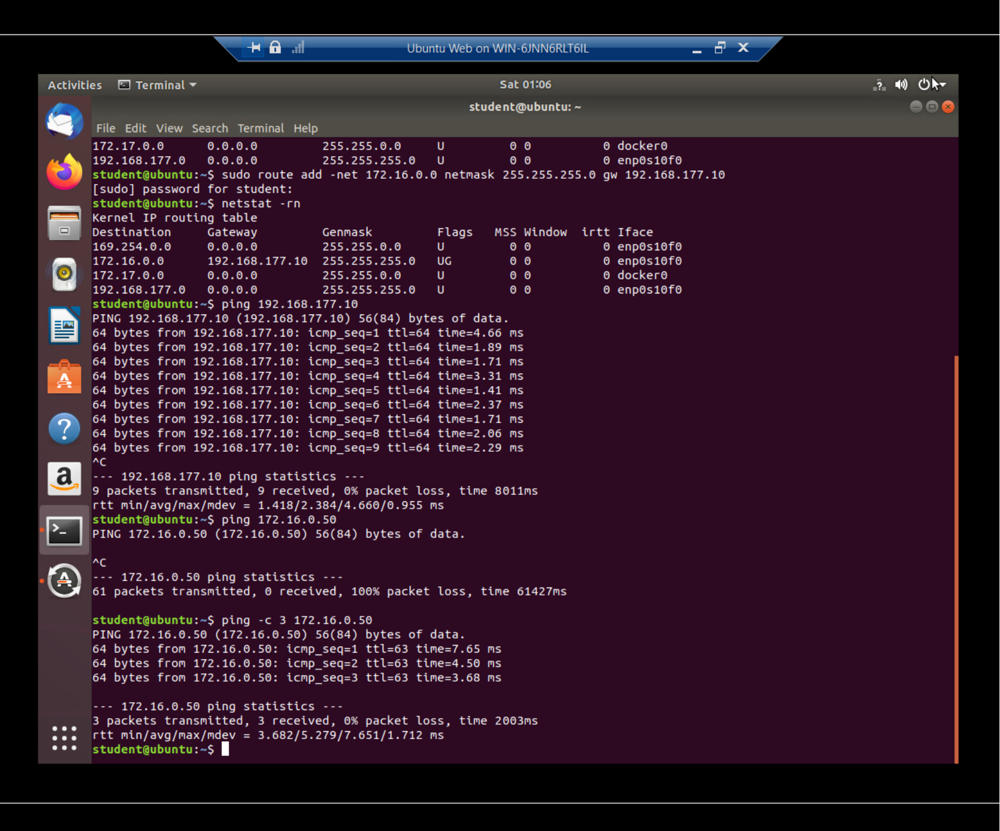 Ubuntu Web on WIN-6JNN6RLT6IL
Activities Terminal Sat 01:06
student@ubuntu: ~
File Edit View Search Terminal Help
172.17.0.0      0.0.0.0         255.255.0.0     U         0 0          0 docker0
192.168.177.0   0.0.0.0         255.255.255.0   U         0 0          0 enp0s10f0
student@ubuntu:~$ sudo route add -net 172.16.0.0 netmask 255.255.255.0 gw 192.168.177.10
[sudo] password for student:
student@ubuntu:~$ netstat -rn
Kernel IP routing table
Destination     Gateway         Genmask         Flags   MSS Window  irtt Iface
169.254.0.0     0.0.0.0         255.255.0.0     U         0 0          0 enp0s10f0
172.16.0.0      192.168.177.10  255.255.255.0   UG        0 0          0 enp0s10f0
172.17.0.0      0.0.0.0         255.255.0.0     U         0 0          0 docker0
192.168.177.0   0.0.0.0         255.255.255.0   U         0 0          0 enp0s10f0
student@ubuntu:~$ ping 192.168.177.10
PING 192.168.177.10 (192.168.177.10) 56(84) bytes of data.
64 bytes from 192.168.177.10: icmp_seq=1 ttl=64 time=4.66 ms
64 bytes from 192.168.177.10: icmp_seq=2 ttl=64 time=1.89 ms
64 bytes from 192.168.177.10: icmp_seq=3 ttl=64 time=1.71 ms
64 bytes from 192.168.177.10: icmp_seq=4 ttl=64 time=3.31 ms
64 bytes from 192.168.177.10: icmp_seq=5 ttl=64 time=1.41 ms
64 bytes from 192.168.177.10: icmp_seq=6 ttl=64 time=2.37 ms
64 bytes from 192.168.177.10: icmp_seq=7 ttl=64 time=1.71 ms
64 bytes from 192.168.177.10: icmp_seq=8 ttl=64 time=2.06 ms
64 bytes from 192.168.177.10: icmp_seq=9 ttl=64 time=2.29 ms
^C
--- 192.168.177.10 ping statistics ---
9 packets transmitted, 9 received, 0% packet loss, time 8011ms
rtt min/avg/max/mdev = 1.418/2.384/4.660/0.955 ms
student@ubuntu:~$ ping 172.16.0.50
PING 172.16.0.50 (172.16.0.50) 56(84) bytes of data.
^C
--- 172.16.0.50 ping statistics ---
61 packets transmitted, 0 received, 100% packet loss, time 61427ms
student@ubuntu:~$ ping -c 3 172.16.0.50
PING 172.16.0.50 (172.16.0.50) 56(84) bytes of data.
64 bytes from 172.16.0.50: icmp_seq=1 ttl=63 time=7.65 ms
64 bytes from 172.16.0.50: icmp_seq=2 ttl=63 time=4.50 ms
64 bytes from 172.16.0.50: icmp_seq=3 ttl=63 time=3.68 ms
--- 172.16.0.50 ping statistics ---
3 packets transmitted, 3 received, 0% packet loss, time 2003ms
rtt min/avg/max/mdev = 3.682/5.279/7.651/1.712 ms
student@ubuntu:~$